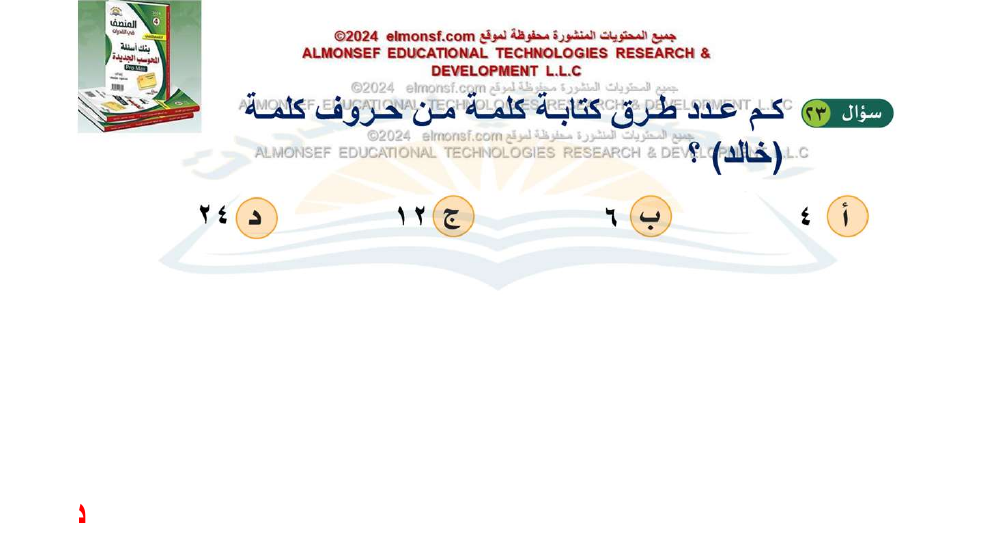 المنصف
في القدرات
بنك أسئلة
المحوسب الجديدة
جميع المحتويات المنشورة محفوظة لموقع elmonsf.com ©2024
ALMONSEF EDUCATIONAL TECHNOLOGIES RESEARCH &
DEVELOPMENT L.L.C
جميع المحتويات المنشورة محفوظة لموقع elmonsf.com ©2024
ALMONSEF EDUCATIONAL TECHNOLOGIES RESEARCH & DEVELOPMENT L.L.C
سؤال ٢٣ كم عدد طرق كتابة كلمة من حروف كلمة
جميع المحتويات المنشورة محفوظة لموقع elmonsf.com ©2024
ALMONSEF EDUCATIONAL TECHNOLOGIES RESEARCH & DEVELOPMENT L.L.C
(خالد) ؟
أ ٤ ب ٦ ج ١٢ د ٢٤
د